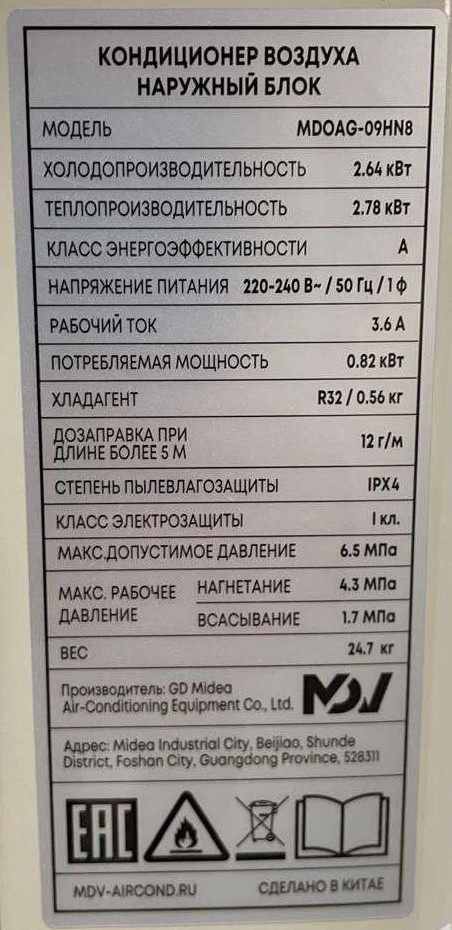 КОНДИЦИОНЕР ВОЗДУХА
НАРУЖНЫЙ БЛОК
МОДЕЛЬ MDOAG-09HN8
ХОЛОДОПРОИЗВОДИТЕЛЬНОСТЬ 2.64 кВт
ТЕПЛОПРОИЗВОДИТЕЛЬНОСТЬ 2.78 кВт
КЛАСС ЭНЕРГОЭФФЕКТИВНОСТИ A
НАПРЯЖЕНИЕ ПИТАНИЯ 220-240 В~ / 50 Гц / 1 ф
РАБОЧИЙ ТОК 3.6 А
ПОТРЕБЛЯЕМАЯ МОЩНОСТЬ 0.82 кВт
ХЛАДАГЕНТ R32 / 0.56 кг
ДОЗАПРАВКА ПРИ
ДЛИНЕ БОЛЕЕ 5 М 12 г/м
СТЕПЕНЬ ПЫЛЕВЛАГОЗАЩИТЫ IPX4
КЛАСС ЭЛЕКТРОЗАЩИТЫ I кл.
МАКС.ДОПУСТИМОЕ ДАВЛЕНИЕ 6.5 МПа
МАКС. РАБОЧЕЕ
ДАВЛЕНИЕ
НАГНЕТАНИЕ 4.3 МПа
ВСАСЫВАНИЕ 1.7 МПа
ВЕС 24.7 кг
Производитель: GD Midea
Air-Conditioning Equipment Co., Ltd.
MDV
Адрес: Midea Industrial City, Beijiao, Shunde
District, Foshan City, Guangdong Province, 528311
EAC
MDV-AIRCOND.RU СДЕЛАНО В КИТАЕ